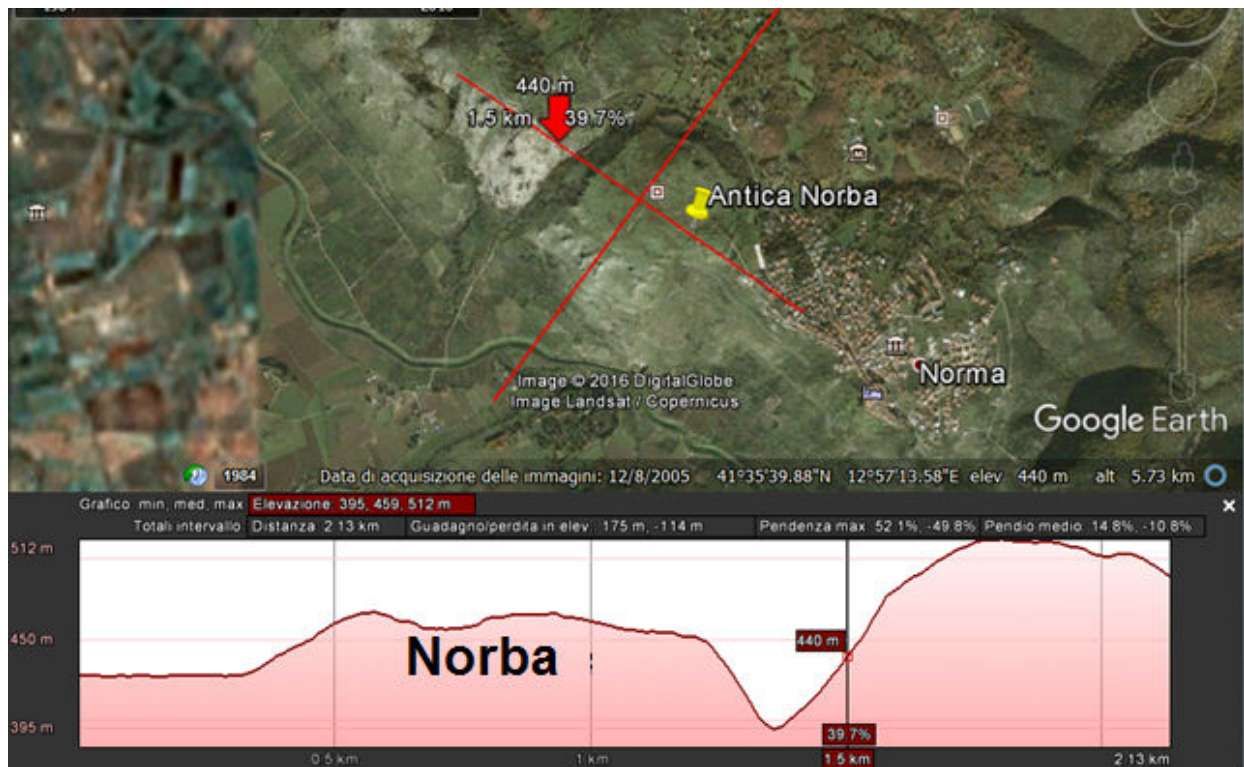 440 m
1.5 km 39.7%
Antica Norba
Norma
Image © 2016 DigitalGlobe
Image Landsat / Copernicus
Google Earth
1984 Data di acquisizione delle immagini: 12/8/2005 41°35'39.88"N 12°57'13.58"E elev 440 m alt 5.73 km
Grafico min, med, max Elevazione: 395, 459, 512 m
Totali intervallo Distanza: 2.13 km Guadagno/perdita in elev: 175 m, -114 m Pendenza max: 52.1%, -49.8% Pendio medio: 14.8%, -10.8%
512 m
450 m
440 m
Norba
395 m
39.7%
0.5 km 1 km 1.5 km 2.13 km